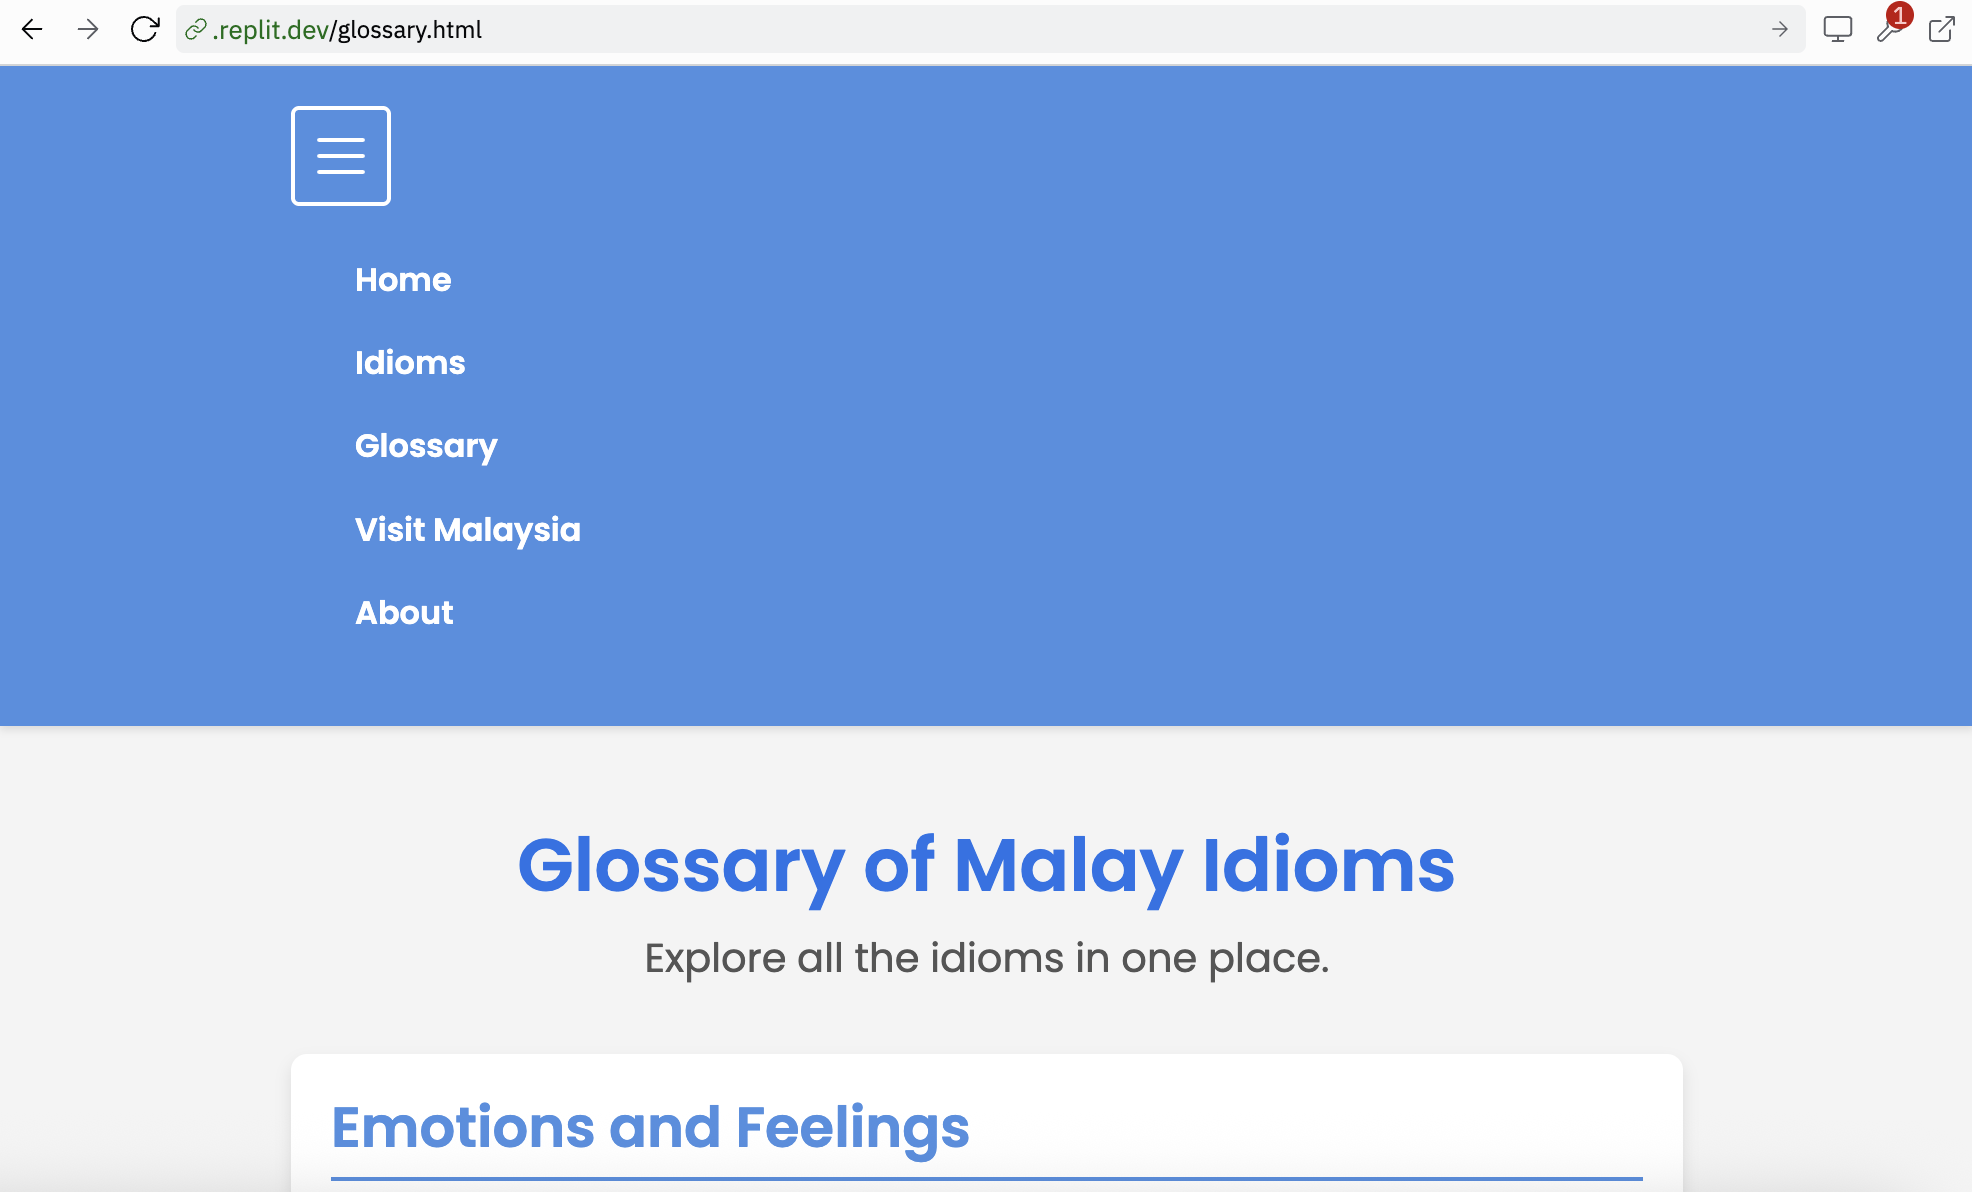 .replit.dev/glossary.html
1
Home
Idioms
Glossary
Visit Malaysia
About
Glossary of Malay Idioms
Explore all the idioms in one place.
Emotions and Feelings